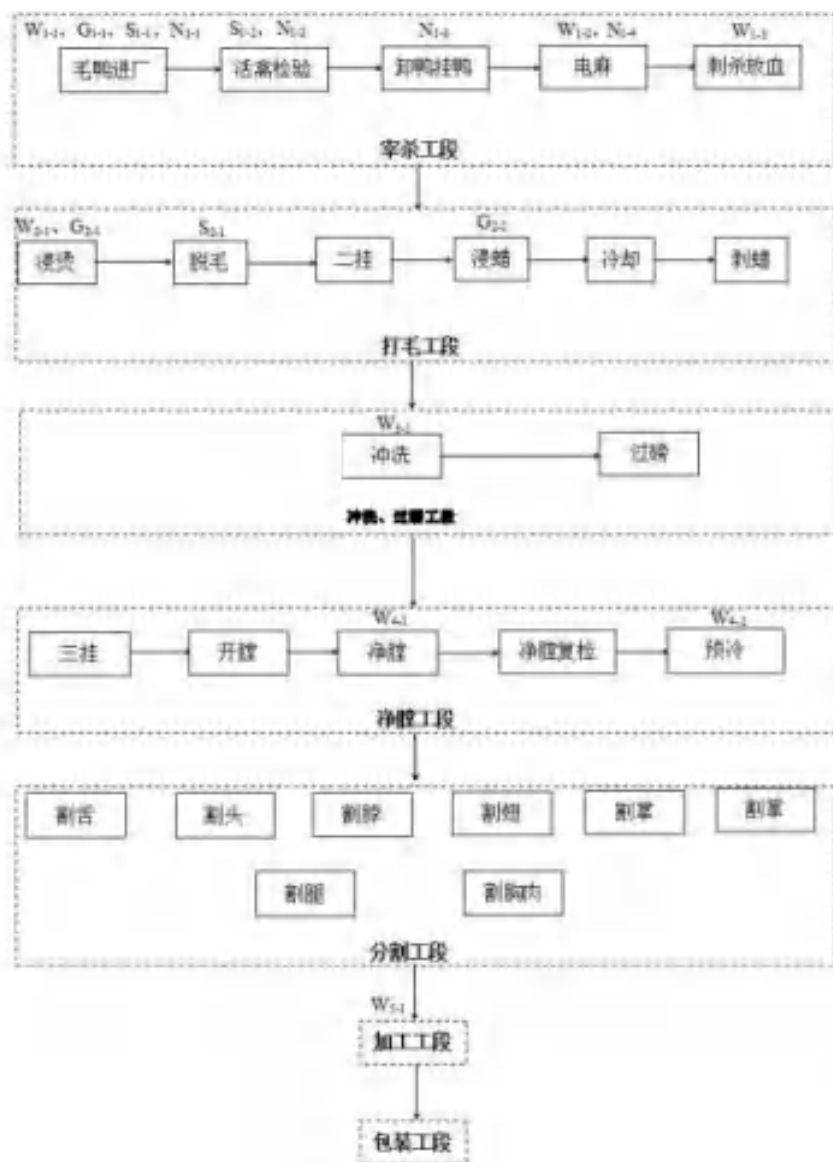 W₁₋₁、G₁₋₁、S₁₋₁、N₁₋₁ S₁₋₂、N₁₋₂ N₁₋₃ W₁₋₂、N₁₋₄ W₁₋₃
毛鸭进厂 活禽检验 卸鸭挂鸭 电麻 刺杀放血
宰杀工段
W₂₋₁、G₂₋₁ S₂₋₁ G₂₋₂
浸烫 脱毛 二挂 浸蜡 冷却 剥蜡
打毛工段
W₃₋₁
冲洗 过磅
冲洗、过磅工段
W₄₋₁ W₄₋₂
三挂 开膛 净膛 净膛复检 预冷
净膛工段
割舌 割头 割脖 割翅 割掌 割掌
割腿 割胸肉
分割工段
W₅₋₁
加工工段
包装工段